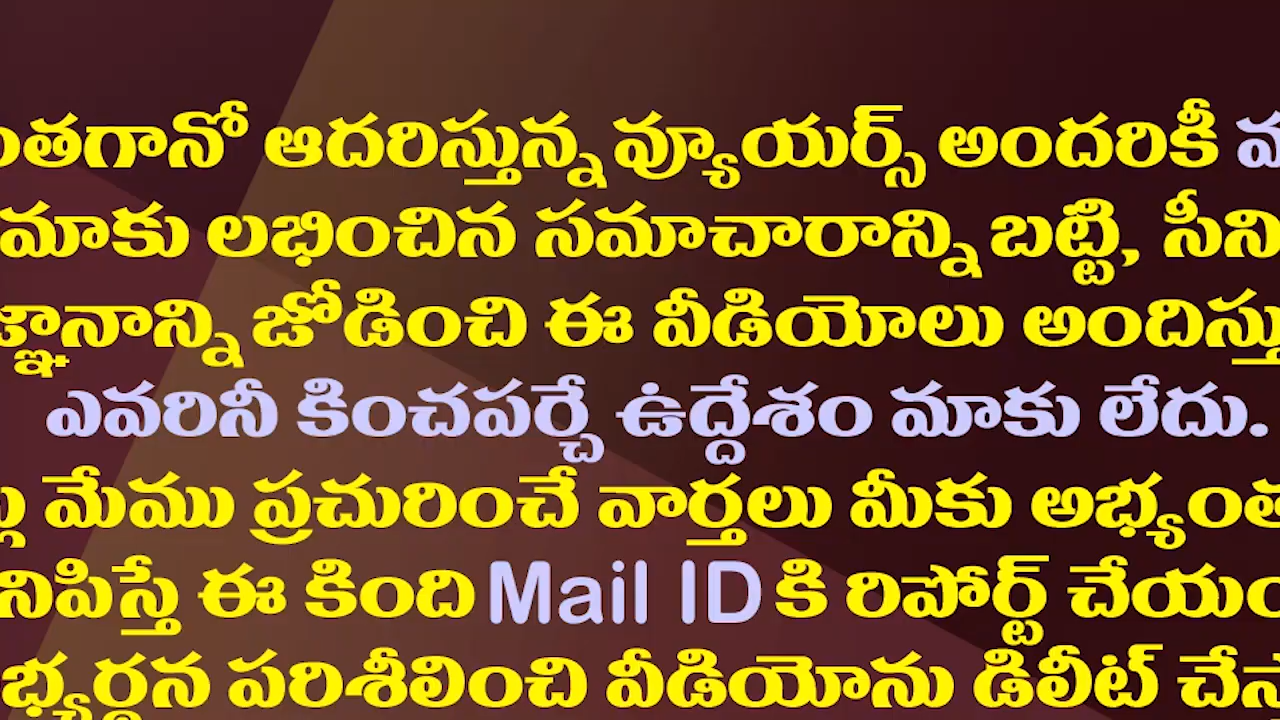 ంతగానో ఆదరిస్తున్న వ్యూయర్స్ అందరికీ
మాకు లభించిన సమాచారాన్ని బట్టి, సీని
జ్ఞానాన్ని జోడించి ఈ వీడియోలు అందిస్తు
ఎవరినీ కించపర్చే ఉద్దేశం మాకు లేదు.
మేము ప్రచురించే వార్తలు మీకు అభ్యంత
నిపిస్తే ఈ కింది Mail ID కి రిపోర్ట్ చేయం
భ్యర్థన పరిశీలించి వీడియోను డిలీట్ చేస